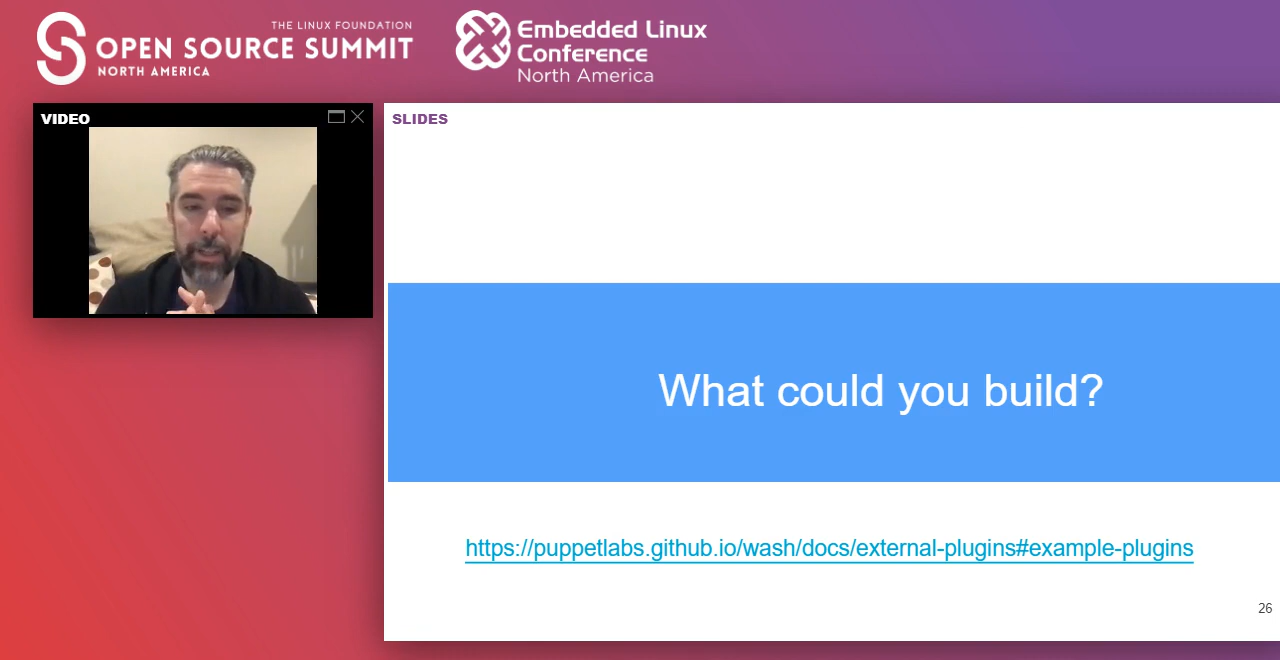 THE LINUX FOUNDATION
OPEN SOURCE SUMMIT
NORTH AMERICA
Embedded Linux
Conference
North America
VIDEO
SLIDES
What could you build?
https://puppetlabs.github.io/wash/docs/external-plugins#example-plugins
26